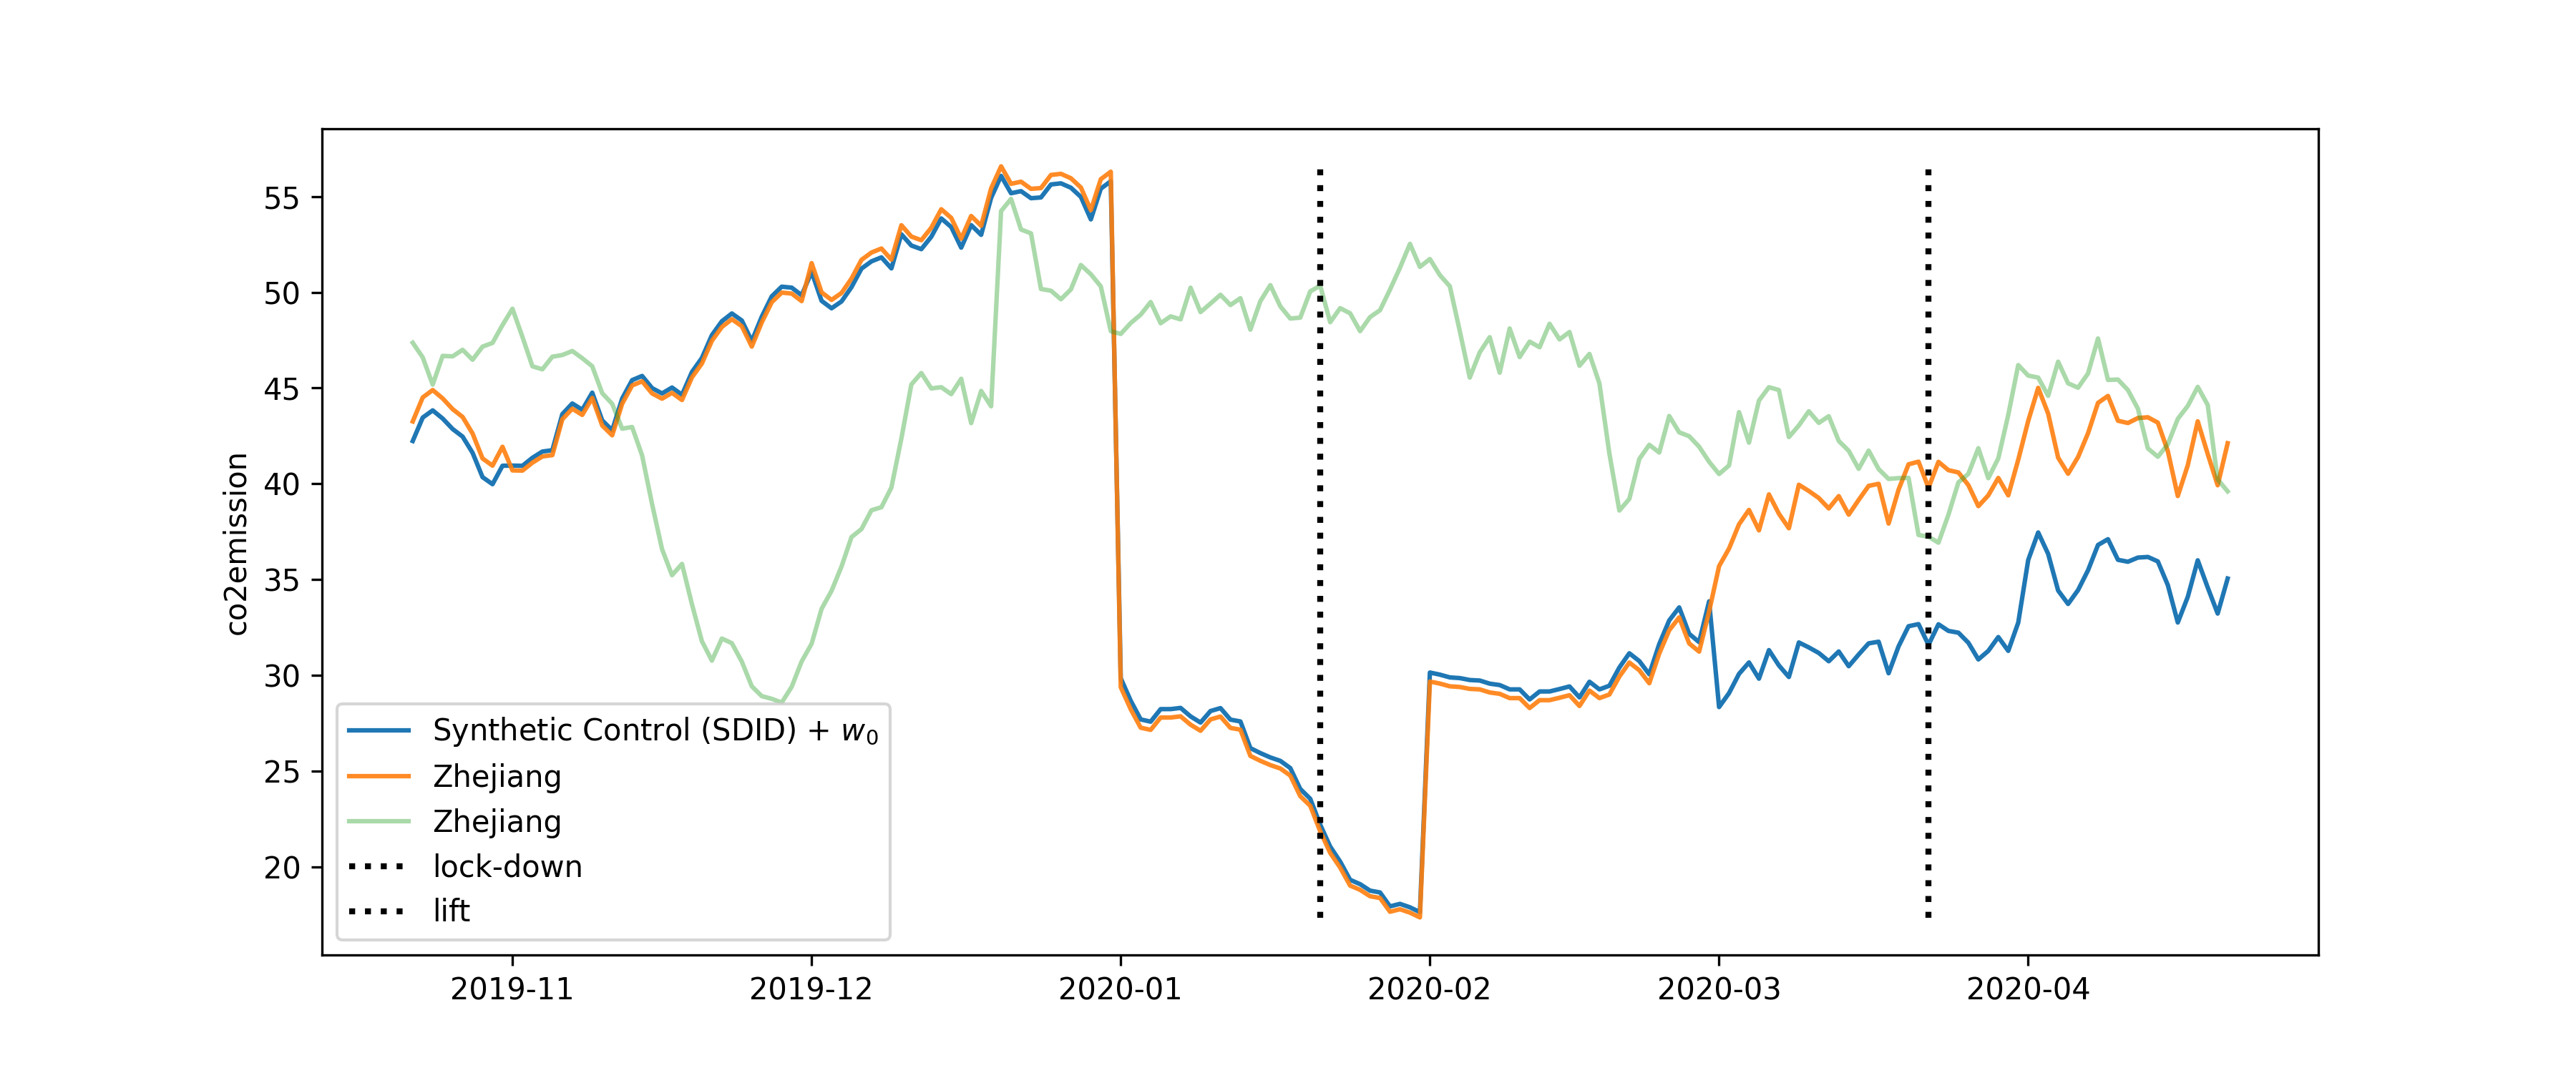 co2emission
55
50
45
40
35
30
25
20
Synthetic Control (SDID) + w₀
Zhejiang
Zhejiang
lock-down
lift
2019-11 2019-12 2020-01 2020-02 2020-03 2020-04